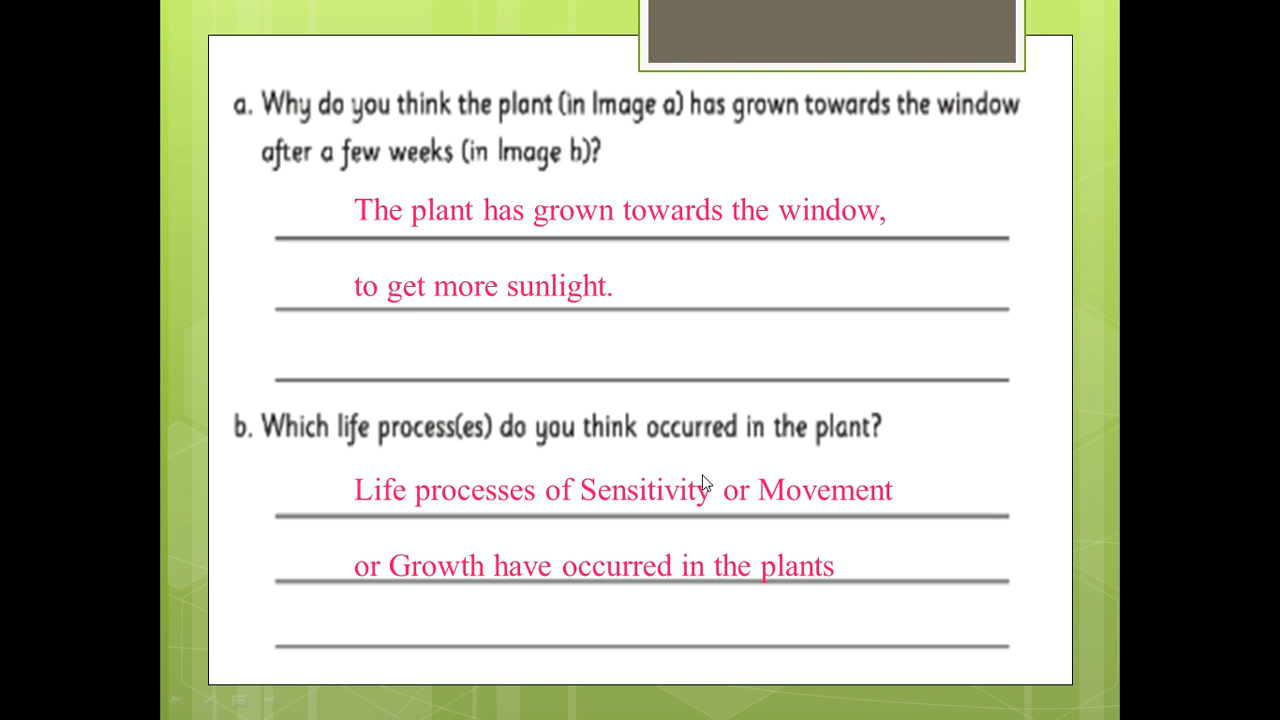 a. Why do you think the plant (in Image a) has grown towards the window
after a few weeks (in Image b)?
The plant has grown towards the window,
to get more sunlight.
b. Which life process(es) do you think occurred in the plant?
Life processes of Sensitivity or Movement
or Growth have occurred in the plants